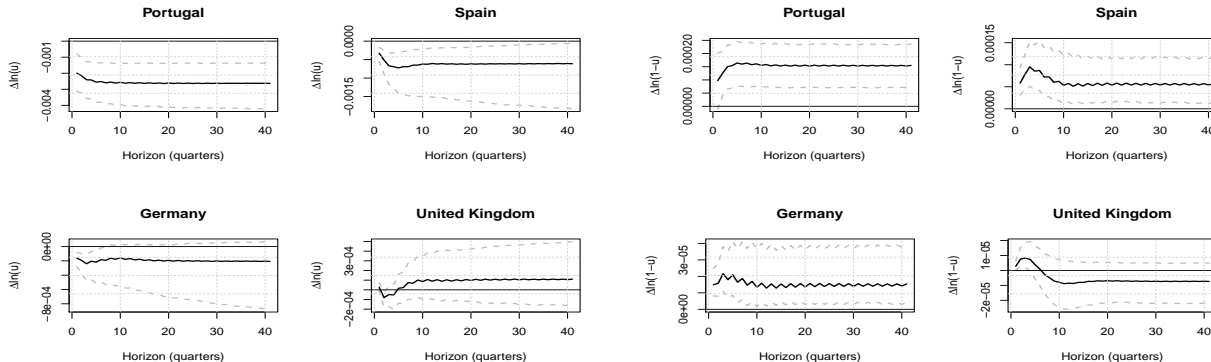 Portugal
Δln(u)
−0.001
−0.004
0 10 20 30 40
Horizon (quarters)
Spain
Δln(u)
0.0000
−0.0015
0 10 20 30 40
Horizon (quarters)
Portugal
Δln(1−u)
0.00020
0.00000
0 10 20 30 40
Horizon (quarters)
Spain
Δln(1−u)
0.00015
0.00000
0 10 20 30 40
Horizon (quarters)
Germany
Δln(u)
0e+00
−8e−04
0 10 20 30 40
Horizon (quarters)
United Kingdom
Δln(u)
3e−04
−2e−04
0 10 20 30 40
Horizon (quarters)
Germany
Δln(1−u)
3e−05
0e+00
0 10 20 30 40
Horizon (quarters)
United Kingdom
Δln(1−u)
1e−05
−2e−05
0 10 20 30 40
Horizon (quarters)